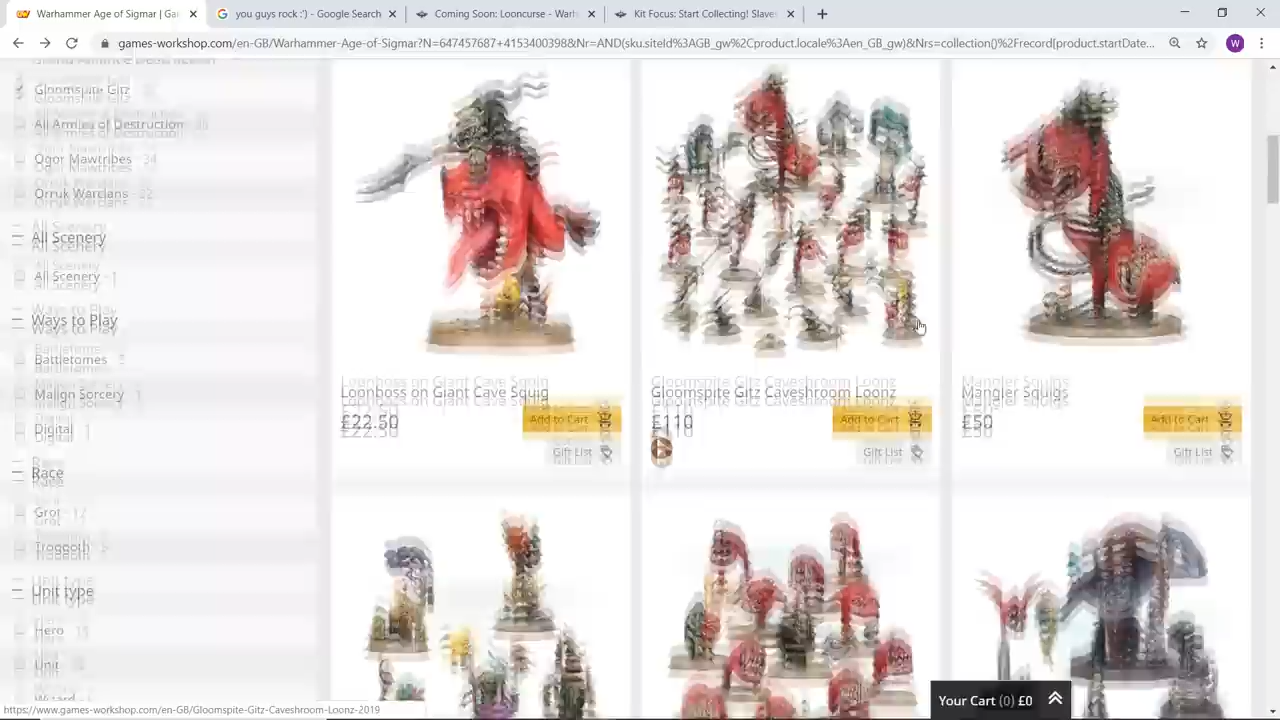 Warhammer Age of Sigmar | Ga
you guys rock :') - Google Search
Coming Soon: Looncurse - Warh
Kit Focus: Start Collecting! Slaves
games-workshop.com/en-GB/Warhammer-Age-of-Sigmar?N=647457687+4153400398&Nr=AND(sku.siteId%3AGB_gw%2Cproduct.locale%3Aen_GB_gw)&Nrs=collection()%2Frecord[product.startDate...
W
Gloomspite Gitz
All Armies of Destruction
Ogor Mawtribes 34
Orruk Warclans
All Scenery
All Scenery 1
Ways to Play
Battletomes
Malign Sorcery
Digital
Race
Grot
Troggoth
Unit type
Hero
Unit
Wizard
Loonboss on Giant Cave Squig
£22.50
Add to Cart
Gift List
Gloomspite Gitz Caveshroom Loonz
£110
Add to Cart
Gift List
Mangler Squigs
£50
Add to Cart
Gift List
Your Cart (0) £0
https://www.games-workshop.com/en-GB/Gloomspite-Gitz-Caveshroom-Loonz-2019